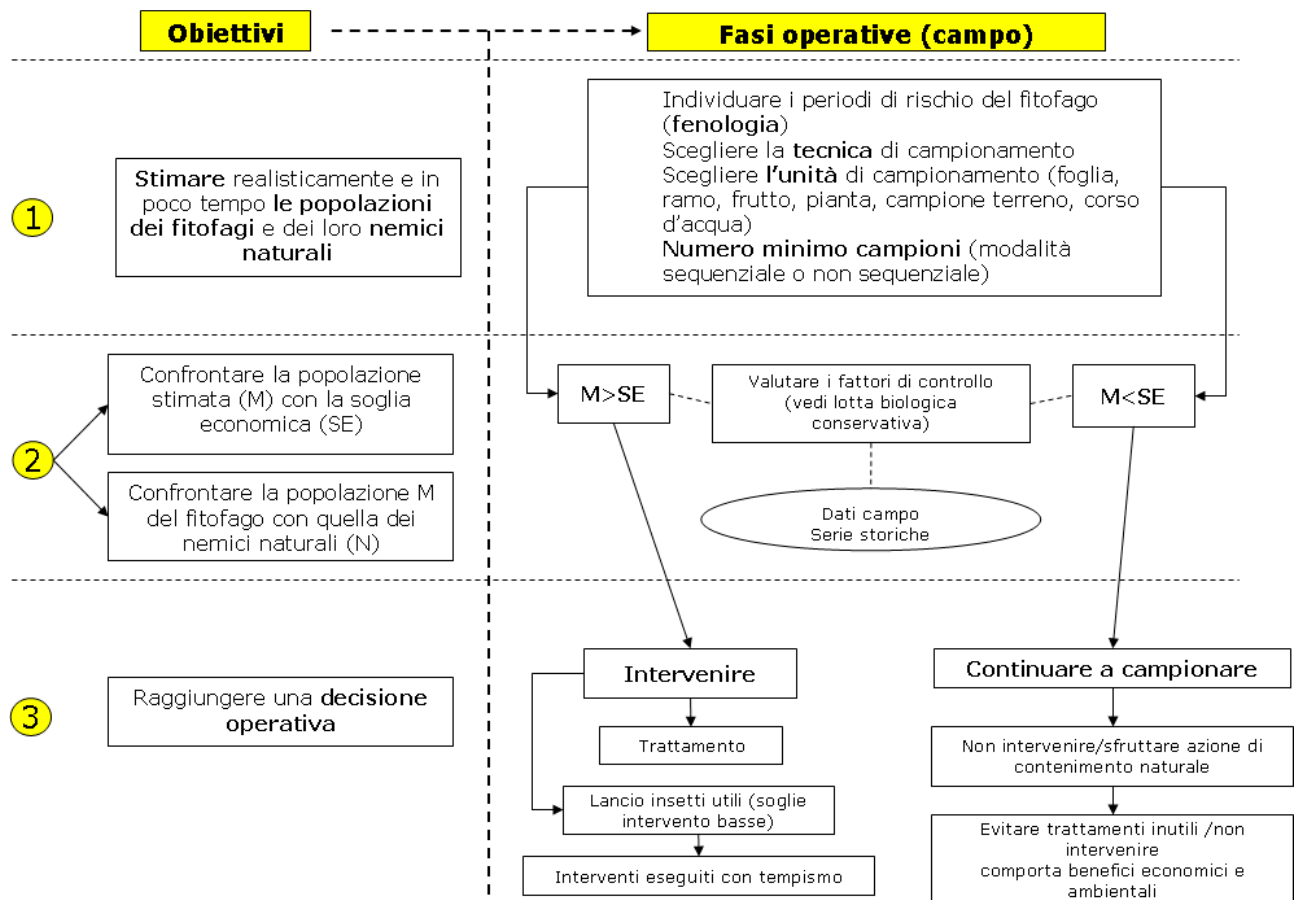 Obiettivi
Fasi operative (campo)
1
Stimare realisticamente e in
poco tempo le popolazioni
dei fitofagi e dei loro nemici
naturali
Individuare i periodi di rischio del fitofago
(fenologia)
Scegliere la tecnica di campionamento
Scegliere l'unità di campionamento (foglia,
ramo, frutto, pianta, campione terreno, corso
d'acqua)
Numero minimo campioni (modalità
sequenziale o non sequenziale)
2
Confrontare la popolazione
stimata (M) con la soglia
economica (SE)
Confrontare la popolazione M
del fitofago con quella dei
nemici naturali (N)
M>SE
Valutare i fattori di controllo
(vedi lotta biologica
conservativa)
M<SE
Dati campo
Serie storiche
3
Raggiungere una decisione
operativa
Intervenire
Trattamento
Lancio insetti utili (soglie
intervento basse)
Interventi eseguiti con tempismo
Continuare a campionare
Non intervenire/sfruttare azione di
contenimento naturale
Evitare trattamenti inutili /non
intervenire
comporta benefici economici e
ambientali